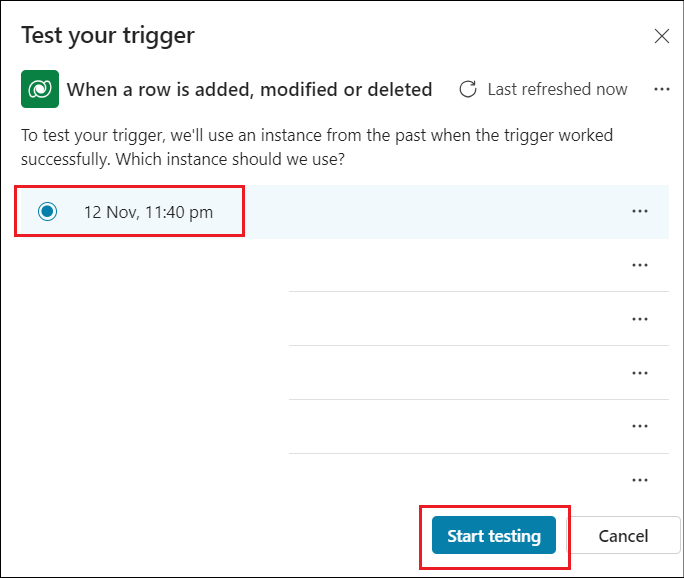 Test your trigger
When a row is added, modified or deleted Last refreshed now
To test your trigger, we'll use an instance from the past when the trigger worked
successfully. Which instance should we use?
12 Nov, 11:40 pm
Start testing Cancel